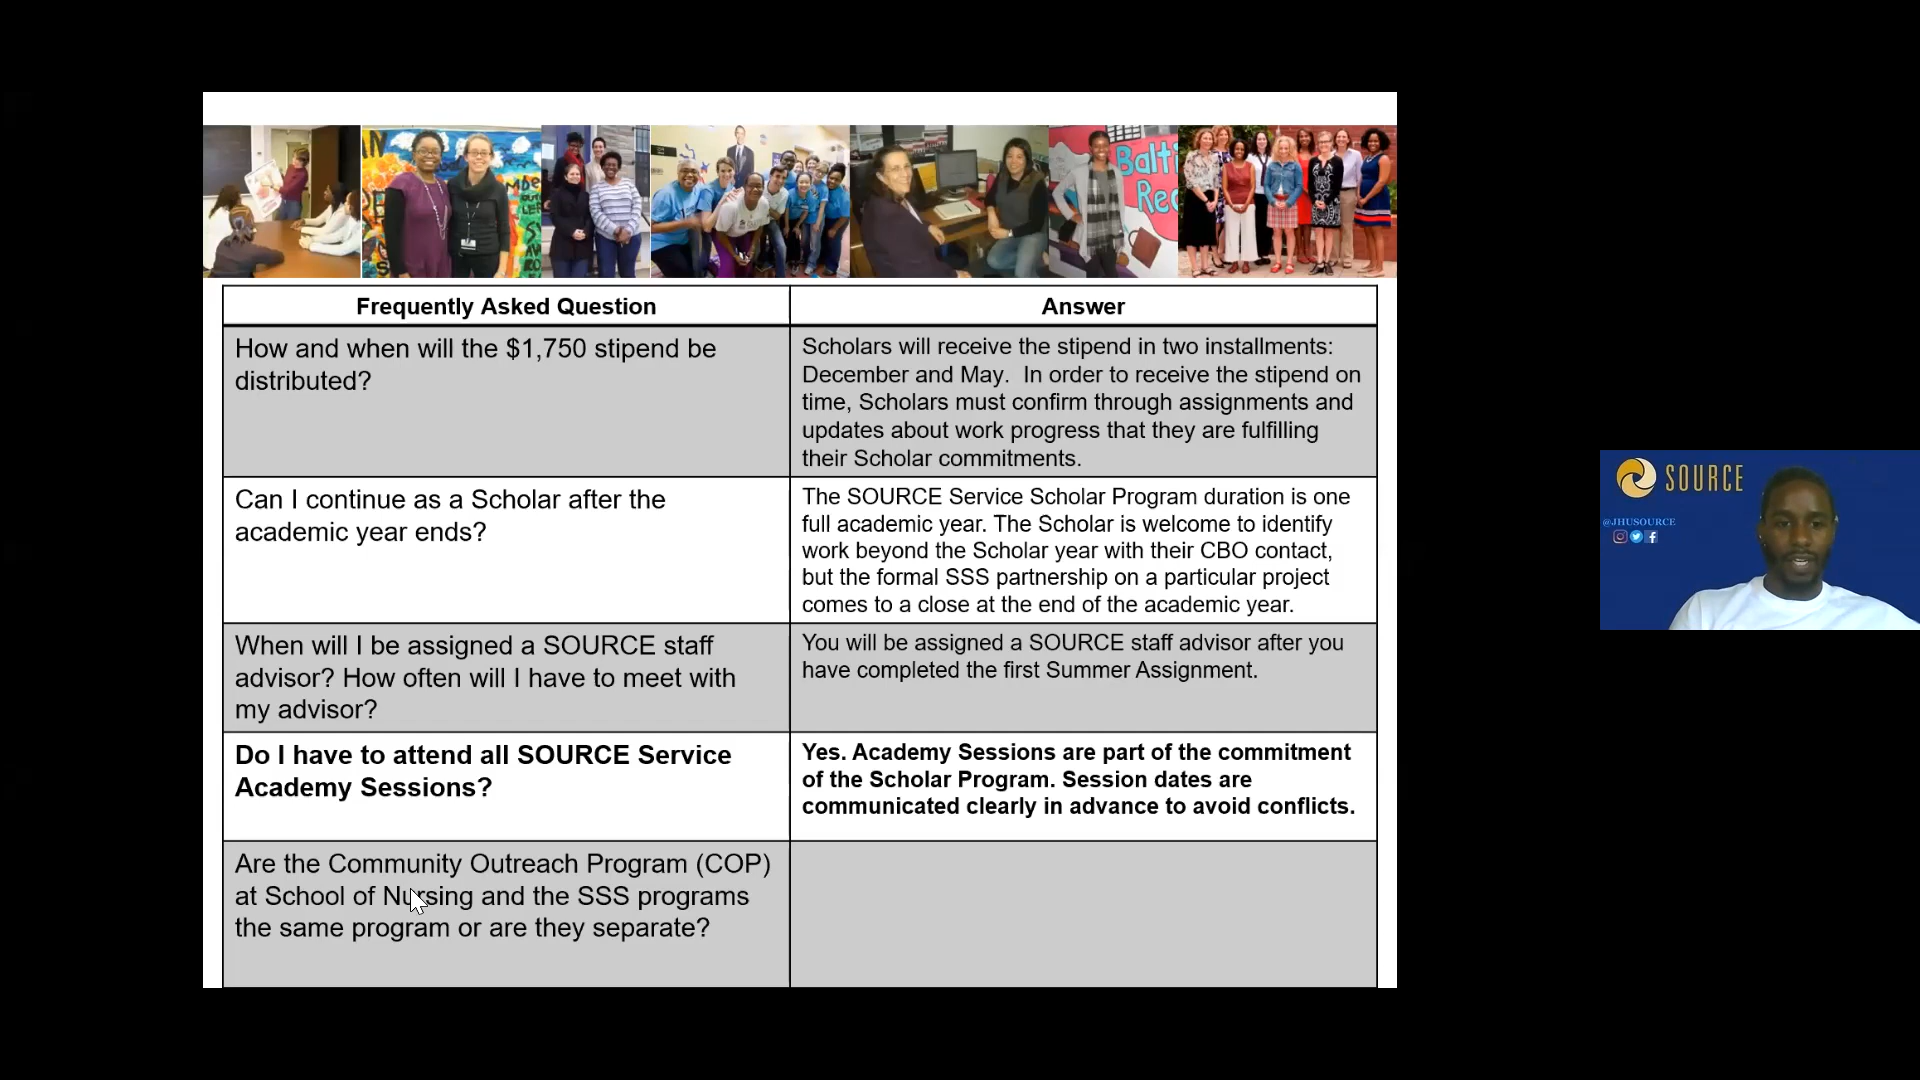 Balti
Rec
Frequently Asked Question
Answer
How and when will the $1,750 stipend be
distributed?
Scholars will receive the stipend in two installments:
December and May.  In order to receive the stipend on
time, Scholars must confirm through assignments and
updates about work progress that they are fulfilling
their Scholar commitments.
Can I continue as a Scholar after the
academic year ends?
The SOURCE Service Scholar Program duration is one
full academic year. The Scholar is welcome to identify
work beyond the Scholar year with their CBO contact,
but the formal SSS partnership on a particular project
comes to a close at the end of the academic year.
When will I be assigned a SOURCE staff
advisor? How often will I have to meet with
my advisor?
You will be assigned a SOURCE staff advisor after you
have completed the first Summer Assignment.
Do I have to attend all SOURCE Service
Academy Sessions?
Yes. Academy Sessions are part of the commitment
of the Scholar Program. Session dates are
communicated clearly in advance to avoid conflicts.
Are the Community Outreach Program (COP)
at School of Nursing and the SSS programs
the same program or are they separate?
SOURCE
@JHUSOURCE